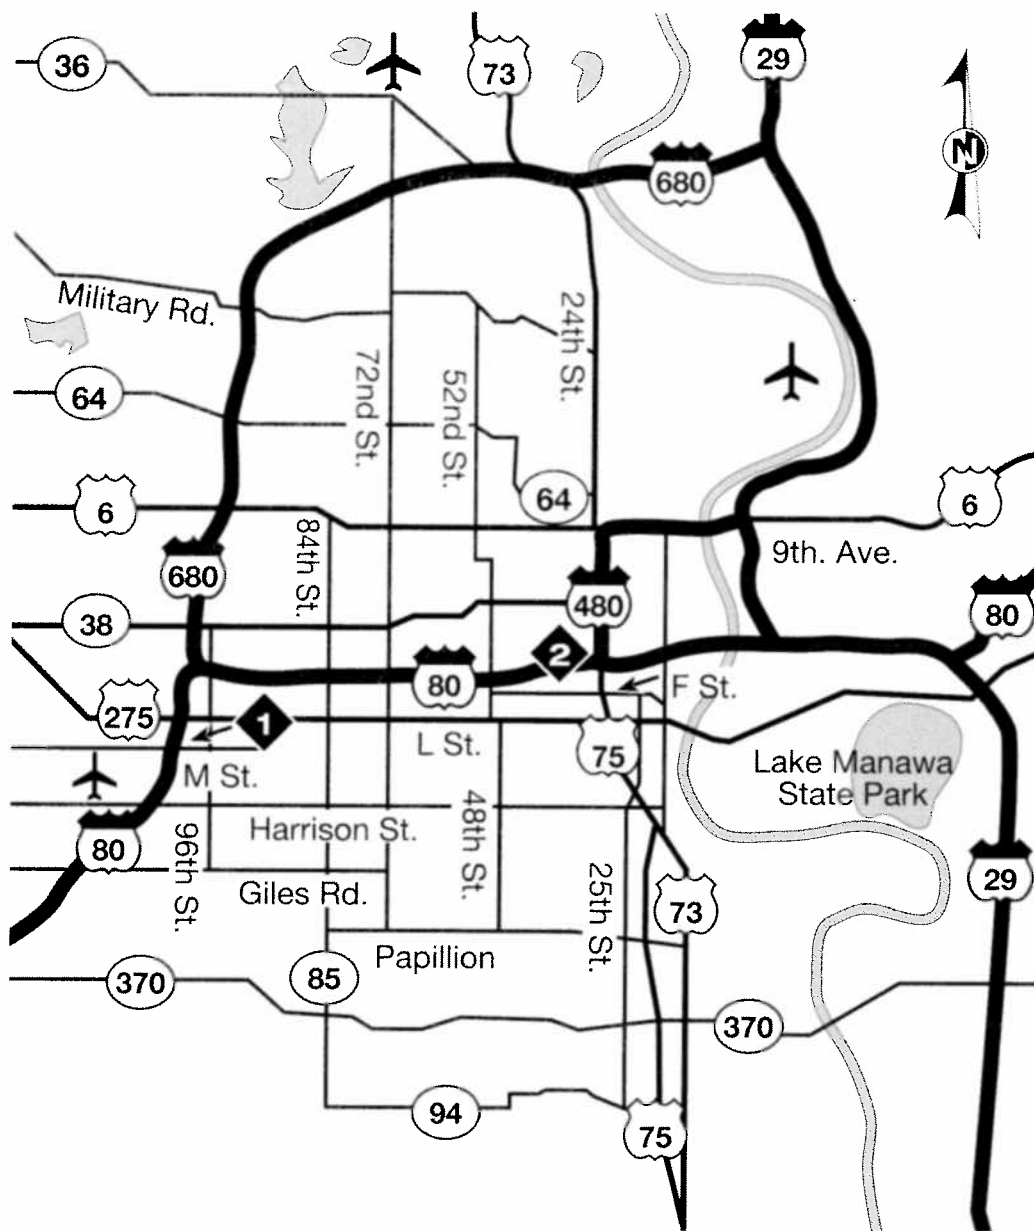 36
73
29
N
680
Military Rd.
24th St.
72nd St.
52nd St.
64
64
6
6
84th St.
9th. Ave.
680
480
80
38
2
80
F St.
275
1
L St.
75
M St.
Lake Manawa
State Park
48th St.
Harrison St.
80
96th St.
Giles Rd.
25th St.
73
29
Papillion
370
85
370
94
75